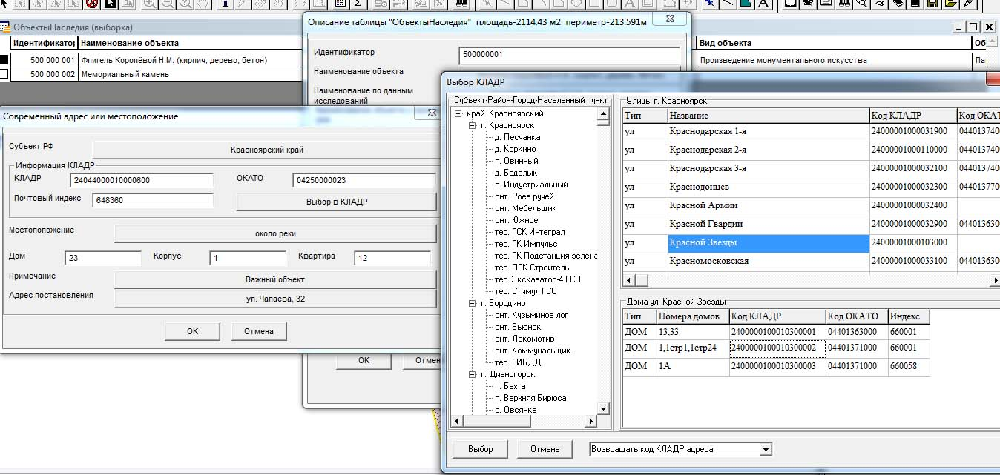 ОбъектыНаследия (выборка)
Идентификатор Наименование объекта
500 000 001 Флигель Королёвой Н.М. (кирпич, дерево, бетон)
500 000 002 Мемориальный камень
Вид объекта Об
Произведение монументального искусства Па
Описание таблицы "ОбъектыНаследия" площадь-2114.43 м2 периметр-213.591м
Идентификатор 500000001
Наименование объекта
Наименование по данным
исследований
OK Отмен
Современный адрес или местоположение
Субъект РФ Красноярский край
Информация КЛАДР
КЛАДР 24044000010000600 ОКАТО 04250000023
Почтовый индекс 648360 Выбор в КЛАДР
Местоположение около реки
Дом 23 Корпус 1 Квартира 12
Примечание Важный объект
Адрес постановления ул. Чапаева, 32
OK Отмена
Выбор КЛАДР
Субъект-Район-Город-Населенный пункт
край. Красноярский
г. Красноярск
д. Песчанка
д. Коркино
п. Овинный
д. Бадалык
п. Индустриальный
снт. Роев ручей
снт. Мебельщик
снт. Южное
тер. ГСК Интеграл
тер. ГК Импульс
тер. ГК Подстанция зелена
тер. ПГК Строитель
тер. Экскаватор-4 ГСО
тер. Стимул ГСО
г. Бородино
снт. Кузьминов лог
снт. Вьюнок
снт. Локомотив
снт. Коммунальщик
тер. ГИБДД
г. Дивногорск
п. Бахта
п. Верхняя Бирюса
с. Овсянка
Улицы г. Красноярск
Тип Название Код КЛАДР Код ОКАТ
ул Краснодарская 1-я 24000001000031900 044013740
ул Краснодарская 2-я 24000001000110000 044013740
ул Краснодарская 3-я 24000001000032100 044013740
ул Краснодонцев 24000001000032300 044013770
ул Красной Армии 24000001000032400
ул Красной Гвардии 24000001000032900 044013630
ул Красной Звезды 24000001000103000
ул Красномосковская 24000001000033100 044013630
Дома ул. Красной Звезды
Тип Номера домов Код КЛАДР Код ОКАТО Индекс
ДОМ 13,33 2400000100010300001 04401363000 660001
ДОМ 1,1стр1,1стр24 2400000100010300002 04401371000 660001
ДОМ 1А 2400000100010300003 04401371000 660058
Выбор Отмена Возвращать код КЛАДР адреса